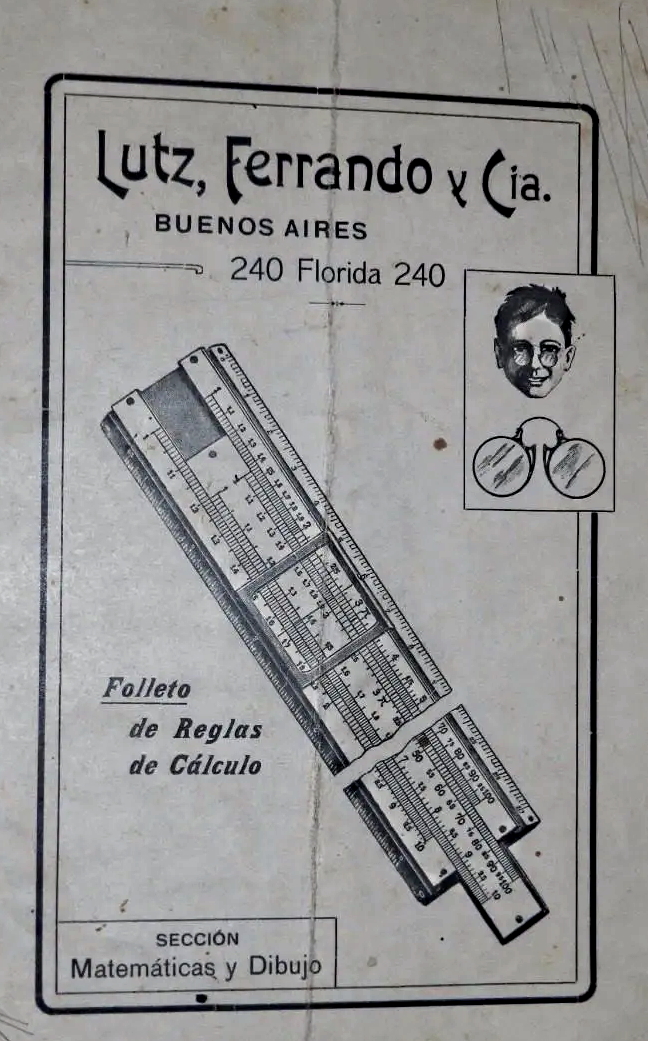 Lutz, Ferrando y Cia.
BUENOS AIRES
240 Florida 240
Folleto
de Reglas
de Cálculo
SECCIÓN
Matemáticas y Dibujo